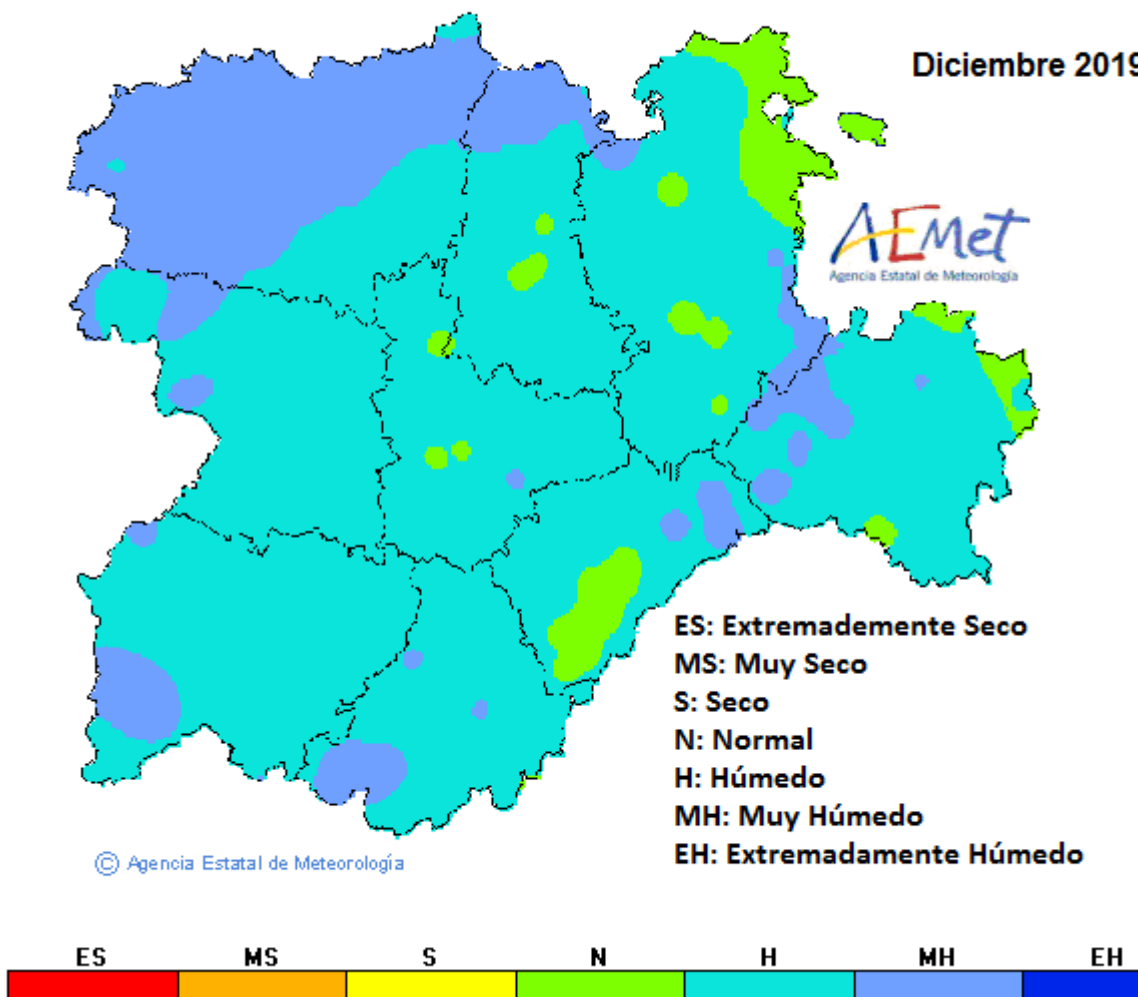 Diciembre 2019
AEMet
Agencia Estatal de Meteorología
ES: Extremademente Seco
MS: Muy Seco
S: Seco
N: Normal
H: Húmedo
MH: Muy Húmedo
EH: Extremadamente Húmedo
© Agencia Estatal de Meteorología
ES MS S N H MH EH